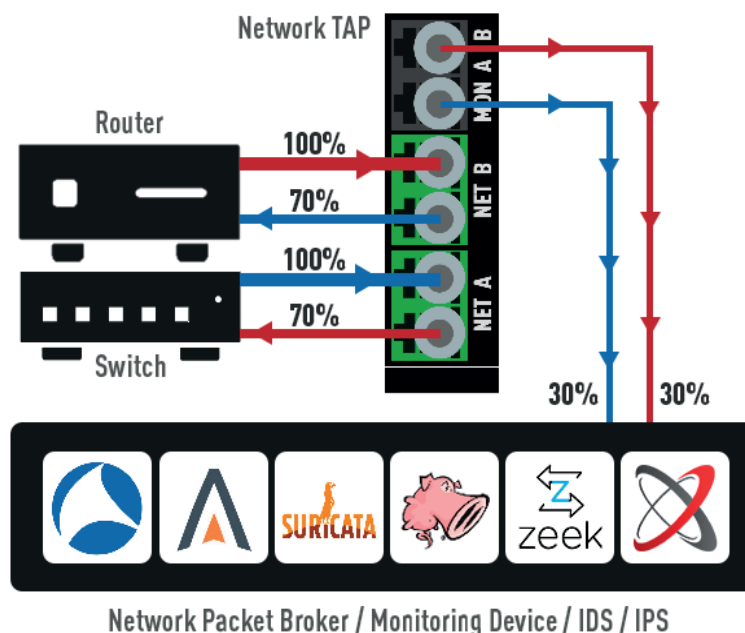 Network TAP
Router
100%
70%
100%
70%
Switch
MON A B
NET B
NET A
30% 30%
SURICATA
zeek
Network Packet Broker / Monitoring Device / IDS / IPS